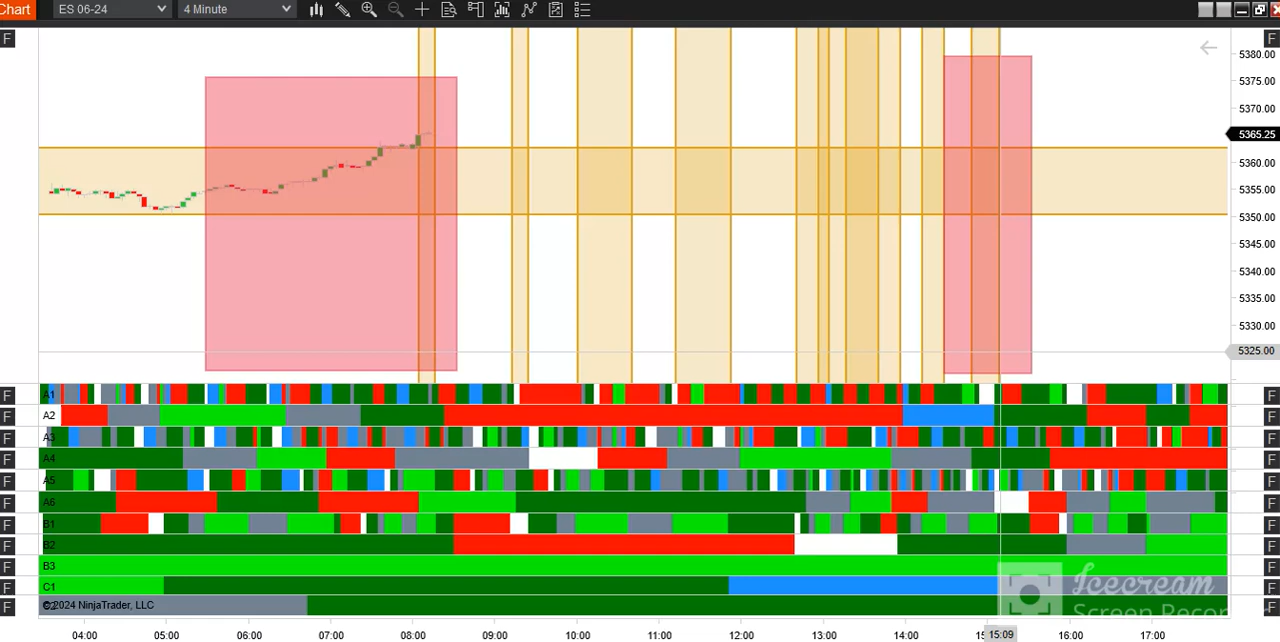 Chart ES 06-24 4 Minute
F F
5380.00
5375.00
5370.00
5365.25
5360.00
5355.00
5350.00
5345.00
5340.00
5335.00
5330.00
5325.00
F A1 F
F A2 F
F A3 F
F A4 F
F A5 F
F A6 F
F B1 F
F B2 F
F B3 F
F C1 F
F © 2024 NinjaTrader, LLC F
Icecream
Screen Recor
04:00 05:00 06:00 07:00 08:00 09:00 10:00 11:00 12:00 13:00 14:00 15:09 16:00 17:00